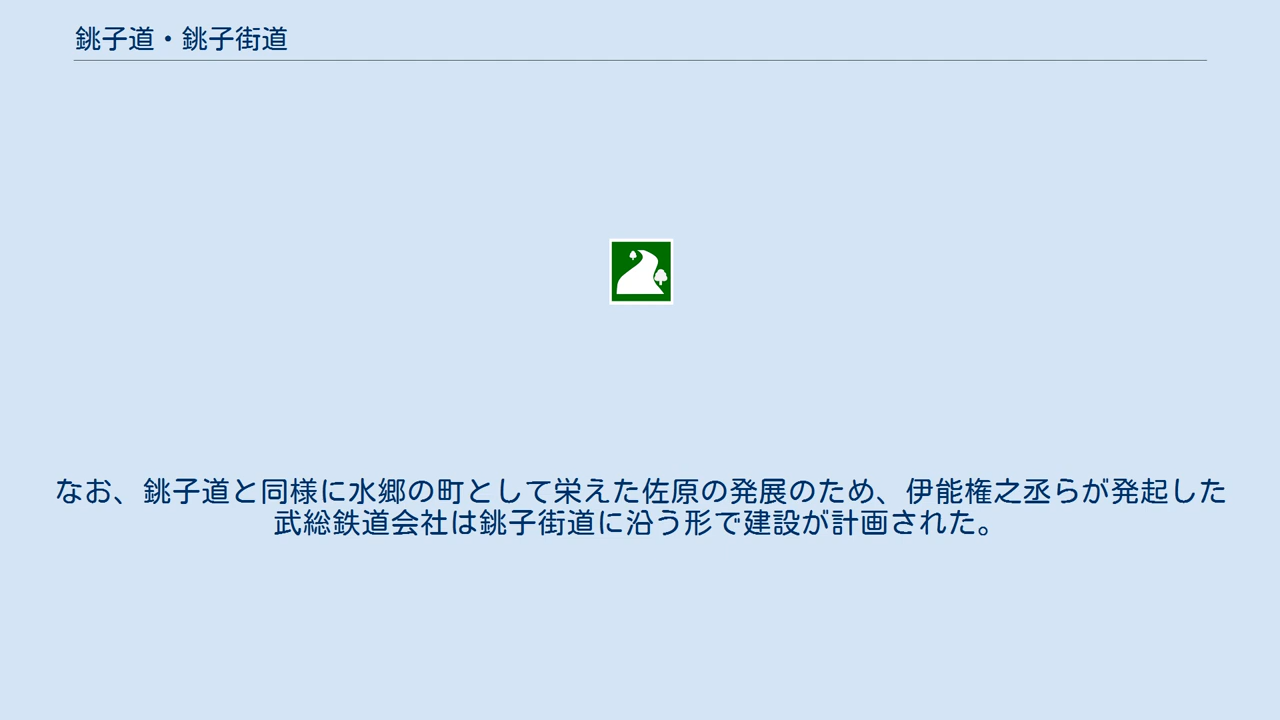 銚子道・銚子街道
なお、銚子道と同様に水郷の町として栄えた佐原の発展のため、伊能権之丞らが発起した
武総鉄道会社は銚子街道に沿う形で建設が計画された。